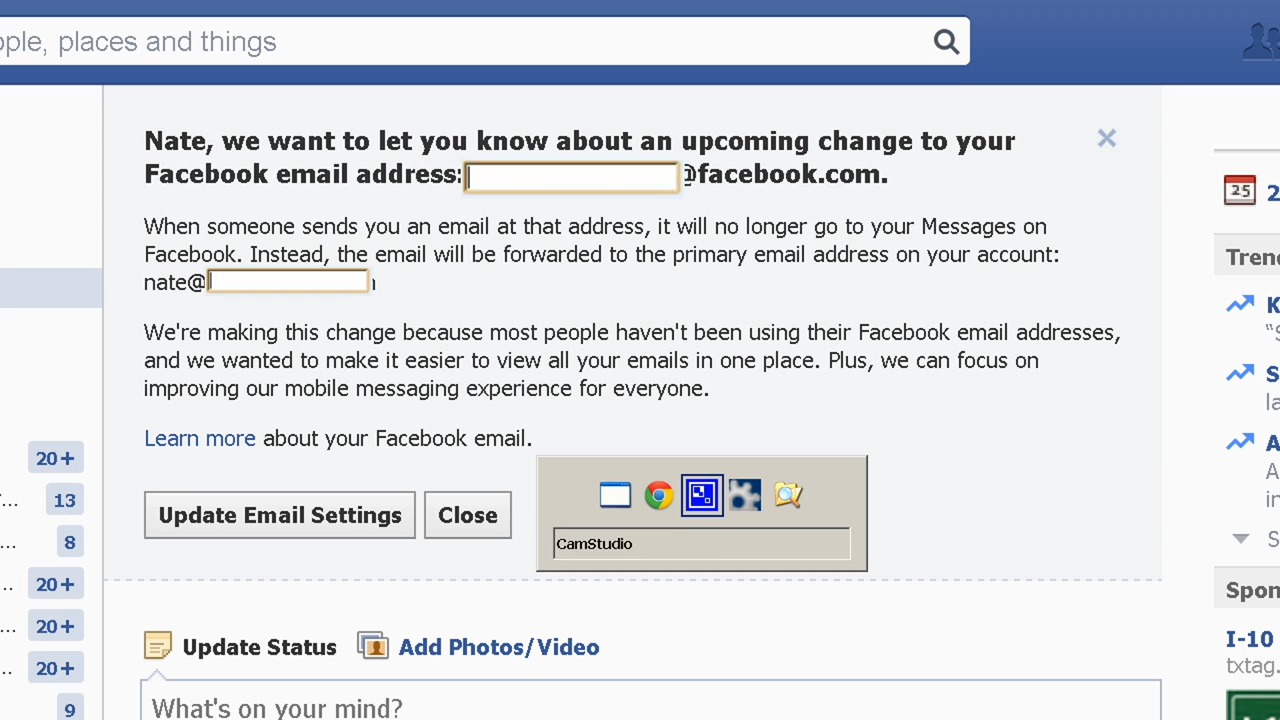 ople, places and things
Nate, we want to let you know about an upcoming change to your
Facebook email address: @facebook.com.
When someone sends you an email at that address, it will no longer go to your Messages on
Facebook. Instead, the email will be forwarded to the primary email address on your account:
nate@
We're making this change because most people haven't been using their Facebook email addresses,
and we wanted to make it easier to view all your emails in one place. Plus, we can focus on
improving our mobile messaging experience for everyone.
Learn more about your Facebook email.
Update Email Settings
Close
CamStudio
Update Status
Add Photos/Video
What's on your mind?
20+
...
13
...
8
..
20+
...
20+
..
20+
9
25
2
Tren
K
"S
S
la
A
A
in
S
Spon
I-10
txtag.